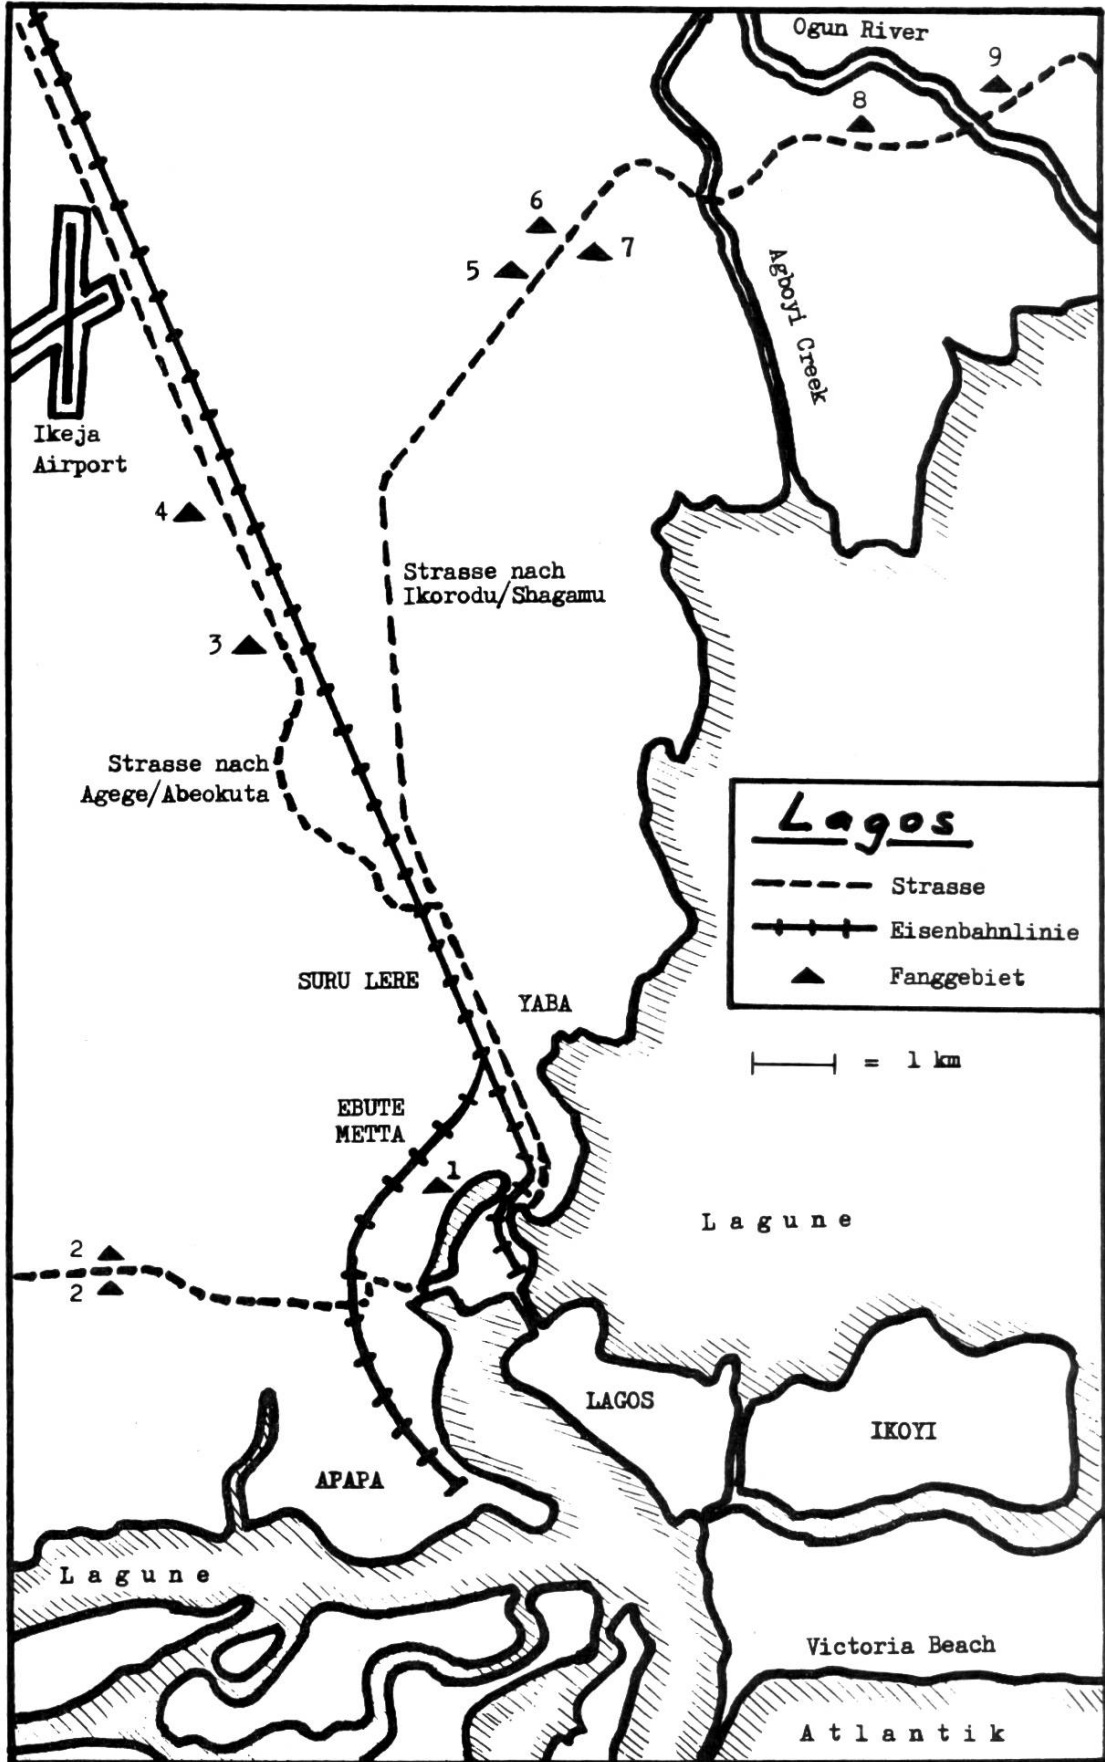 Ogun River
9
8
6
7
5
Agboyi Creek
Ikeja
Airport
4
Strasse nach
Ikorodu/Shagamu
3
Strasse nach
Agege/Abeokuta
Lagos
Strasse
Eisenbahnlinie
Fanggebiet
SURU LERE
YABA
= 1 km
EBUTE
METTA
1
Lagune
2
2
LAGOS
IKOYI
APAPA
Lagune
Victoria Beach
Atlantik